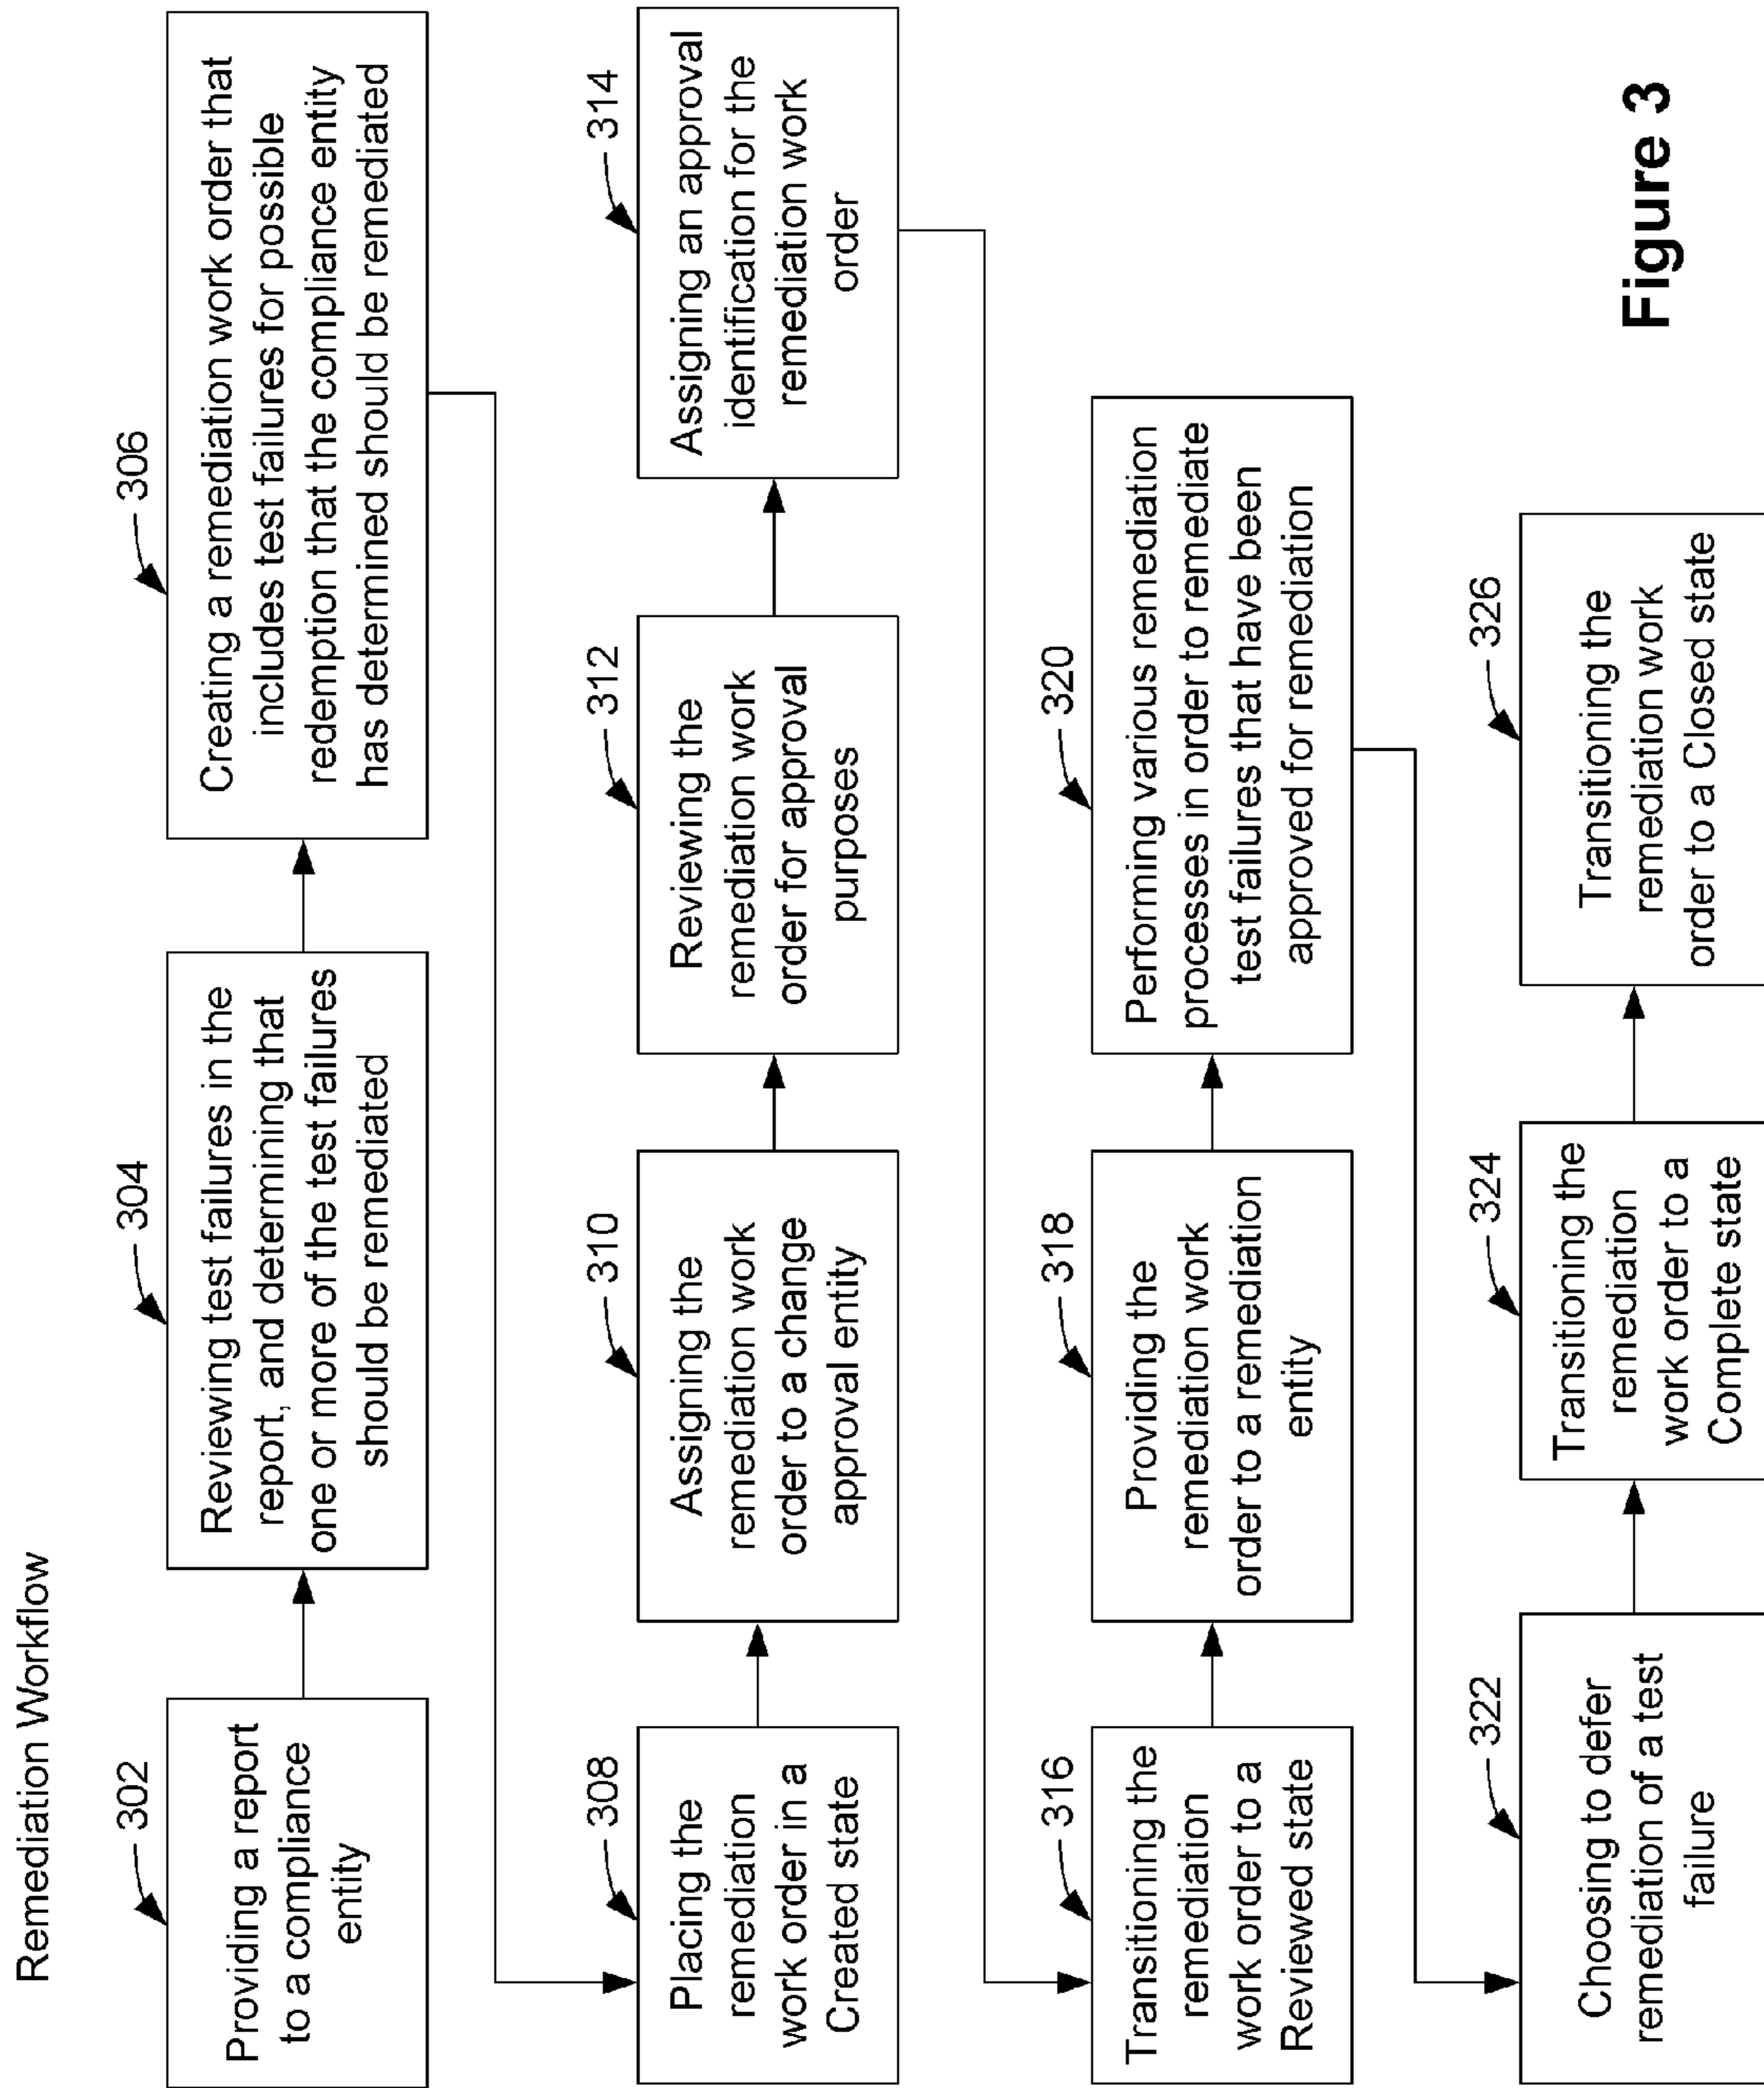 Remediation Workflow
302
Providing a report
to a compliance
entity
304
Reviewing test failures in the
report, and determining that
one or more of the test failures
should be remediated
306
Creating a remediation work order that
includes test failures for possible
redemption that the compliance entity
has determined should be remediated
308
Placing the
remediation
work order in a
Created state
310
Assigning the
remediation work
order to a change
approval entity
312
Reviewing the
remediation work
order for approval
purposes
314
Assigning an approval
identification for the
remediation work
order
316
Transitioning the
remediation
work order to a
Reviewed state
318
Providing the
remediation work
order to a remediation
entity
320
Performing various remediation
processes in order to remediate
test failures that have been
approved for remediation
322
Choosing to defer
remediation of a test
failure
324
Transitioning the
remediation
work order to a
Complete state
326
Transitioning the
remediation work
order to a Closed state
Figure 3